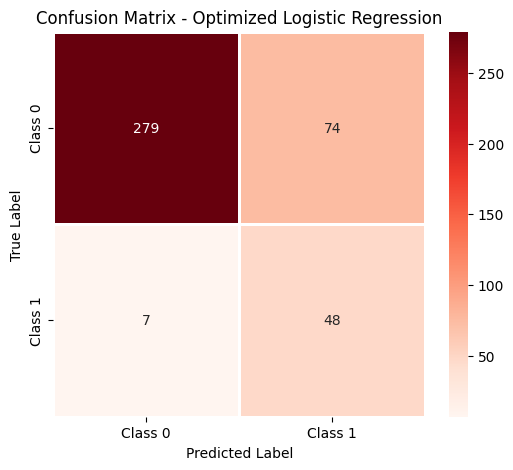 Confusion Matrix - Optimized Logistic Regression
True Label
Class 0
279
74
Class 1
7
48
Class 0
Class 1
Predicted Label
250
200
150
100
50